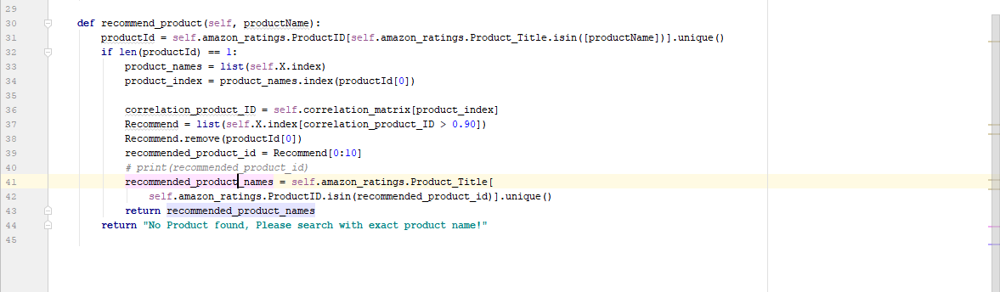 29
30 def recommend_product(self, productName):
31 productId = self.amazon_ratings.ProductID[self.amazon_ratings.Product_Title.isin([productName])].unique()
32 if len(productId) == 1:
33 product_names = list(self.X.index)
34 product_index = product_names.index(productId[0])
35
36 correlation_product_ID = self.correlation_matrix[product_index]
37 Recommend = list(self.X.index[correlation_product_ID > 0.90])
38 Recommend.remove(productId[0])
39 recommended_product_id = Recommend[0:10]
40 # print(recommended_product_id)
41 recommended_product_names = self.amazon_ratings.Product_Title[
42 self.amazon_ratings.ProductID.isin(recommended_product_id)].unique()
43 return recommended_product_names
44 return "No Product found, Please search with exact product name!"
45